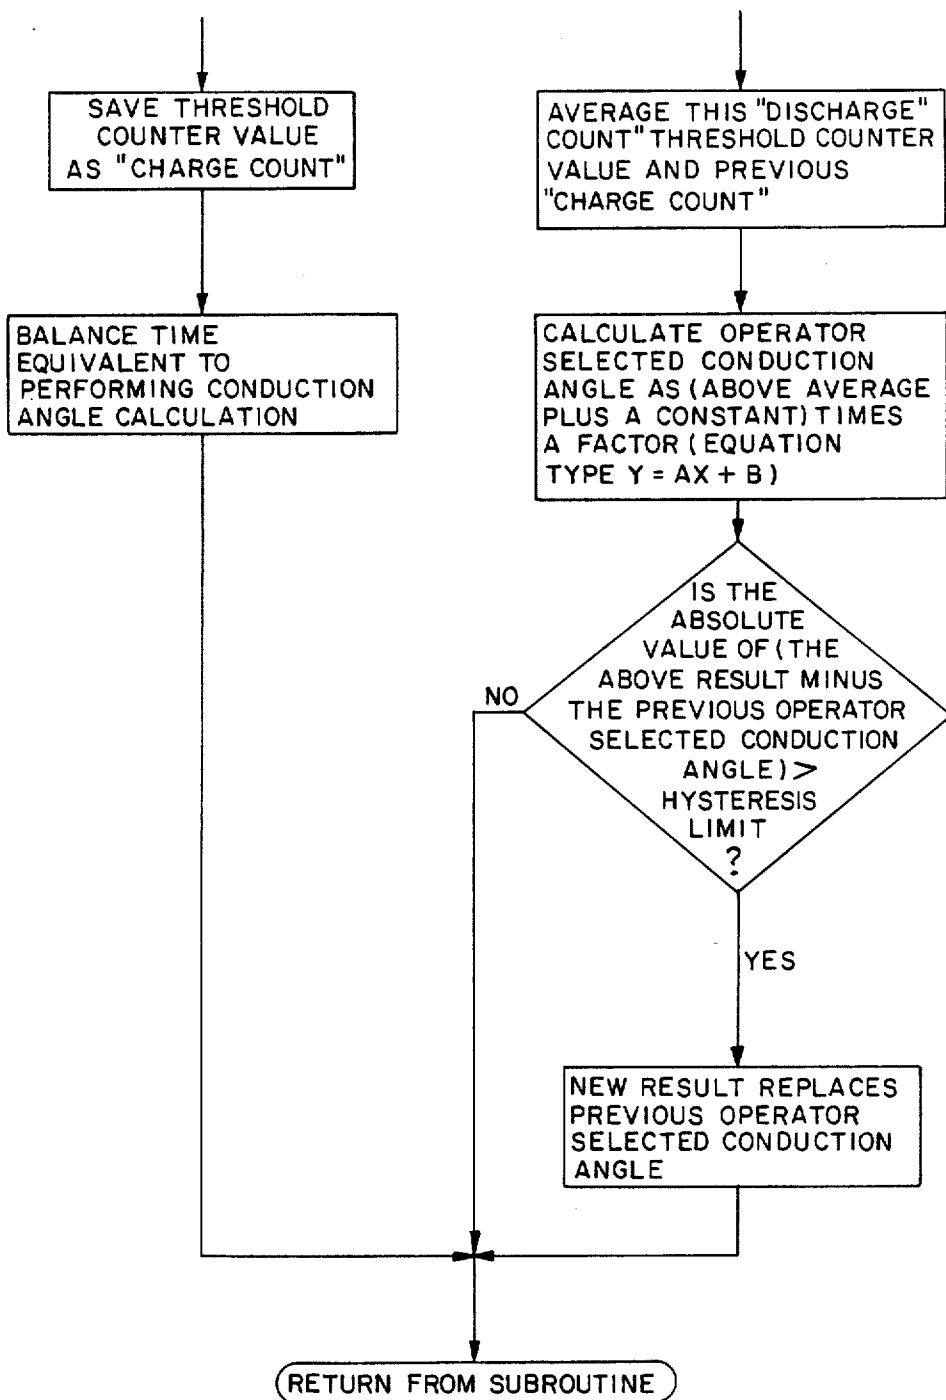 SAVE THRESHOLD
COUNTER VALUE
AS "CHARGE COUNT"
BALANCE TIME
EQUIVALENT TO
PERFORMING CONDUCTION
ANGLE CALCULATION
AVERAGE THIS "DISCHARGE"
COUNT" THRESHOLD COUNTER
VALUE AND PREVIOUS
"CHARGE COUNT"
CALCULATE OPERATOR
SELECTED CONDUCTION
ANGLE AS (ABOVE AVERAGE
PLUS A CONSTANT) TIMES
A FACTOR (EQUATION
TYPE Y = AX + B)
IS THE
ABSOLUTE
VALUE OF (THE
ABOVE RESULT MINUS
THE PREVIOUS OPERATOR
SELECTED CONDUCTION
ANGLE) >
HYSTERESIS
LIMIT
?
NO
YES
NEW RESULT REPLACES
PREVIOUS OPERATOR
SELECTED CONDUCTION
ANGLE
RETURN FROM SUBROUTINE